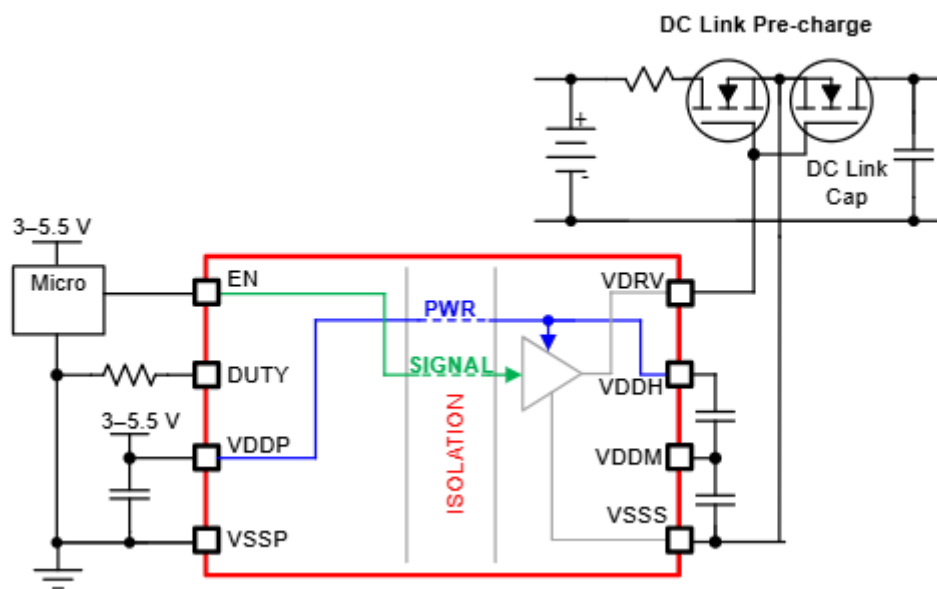 DC Link Pre-charge
+
-
DC Link
Cap
3–5.5 V
Micro
EN
VDRV
PWR
DUTY
SIGNAL
VDDH
3–5.5 V
VDDP
ISOLATION
VDDM
VSSP
VSSS